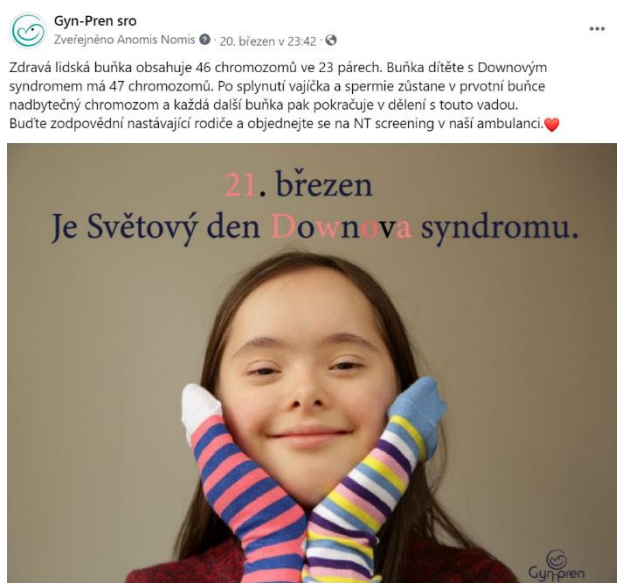 Gyn-Pren sro
Zveřejněno Anomis Nomis · 20. březen v 23:42 ·
Zdravá lidská buňka obsahuje 46 chromozomů ve 23 párech. Buňka dítěte s Downovým
syndromem má 47 chromozomů. Po splynutí vajíčka a spermie zůstane v prvotní buňce
nadbytečný chromozom a každá další buňka pak pokračuje v dělení s touto vadou.
Buďte zodpovědní nastávající rodiče a objednejte se na NT screening v naší ambulanci.❤️
21. březen
Je Světový den Downova syndromu.
Gyn-pren